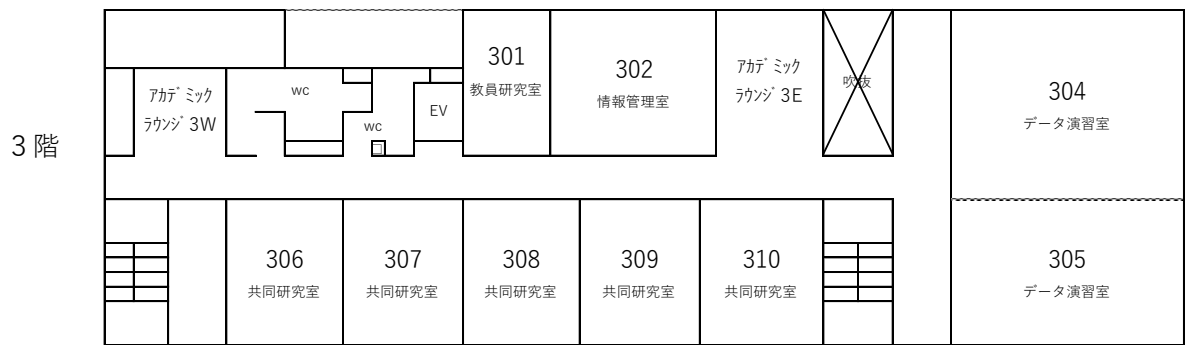 3階
アカデミック
ラウンジ3W
wc
wc
EV
301
教員研究室
302
情報管理室
アカデミック
ラウンジ3E
吹抜
304
データ演習室
306
共同研究室
307
共同研究室
308
共同研究室
309
共同研究室
310
共同研究室
305
データ演習室